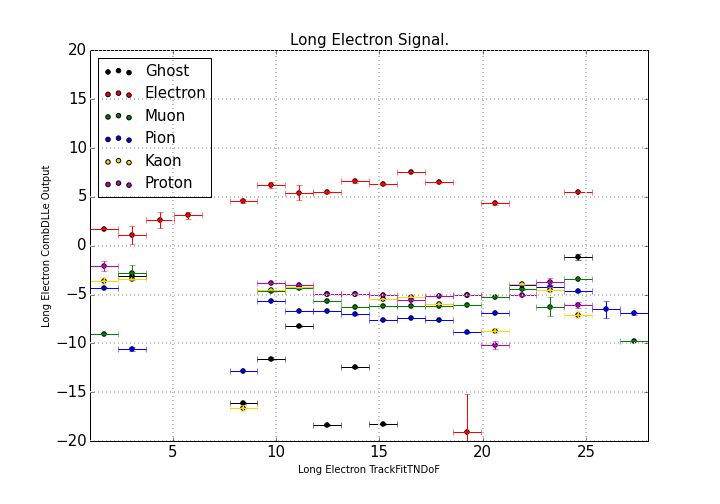 Long Electron Signal.
20
15
10
5
0
−5
−10
−15
−20
Ghost
Electron
Muon
Pion
Kaon
Proton
Long Electron CombDLLe Output
5
10
15
20
25
Long Electron TrackFitTNDoF